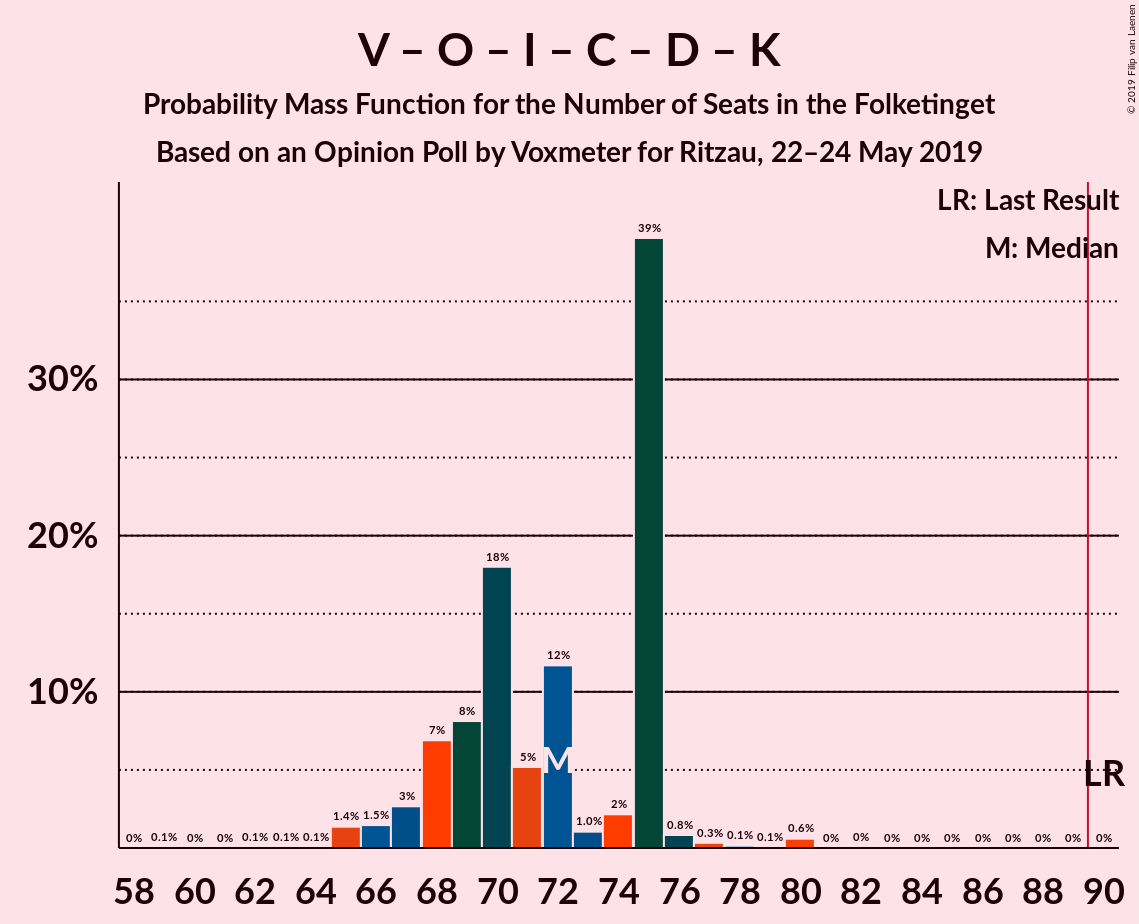 V – O – I – C – D – K
Probability Mass Function for the Number of Seats in the Folketinget
Based on an Opinion Poll by Voxmeter for Ritzau, 22–24 May 2019
© 2019 Filip van Laenen
LR: Last Result
M: Median
39%
30%
20%
18%
12%
10%
8%
7%
5%
M
LR
3%
2%
0% 0.1% 0% 0% 0.1% 0.1% 0.1% 1.4% 1.5% 1.0% 0.8% 0.3% 0.1% 0.1% 0.6% 0% 0% 0% 0% 0% 0% 0% 0% 0% 0%
58 60 62 64 66 68 70 72 74 76 78 80 82 84 86 88 90